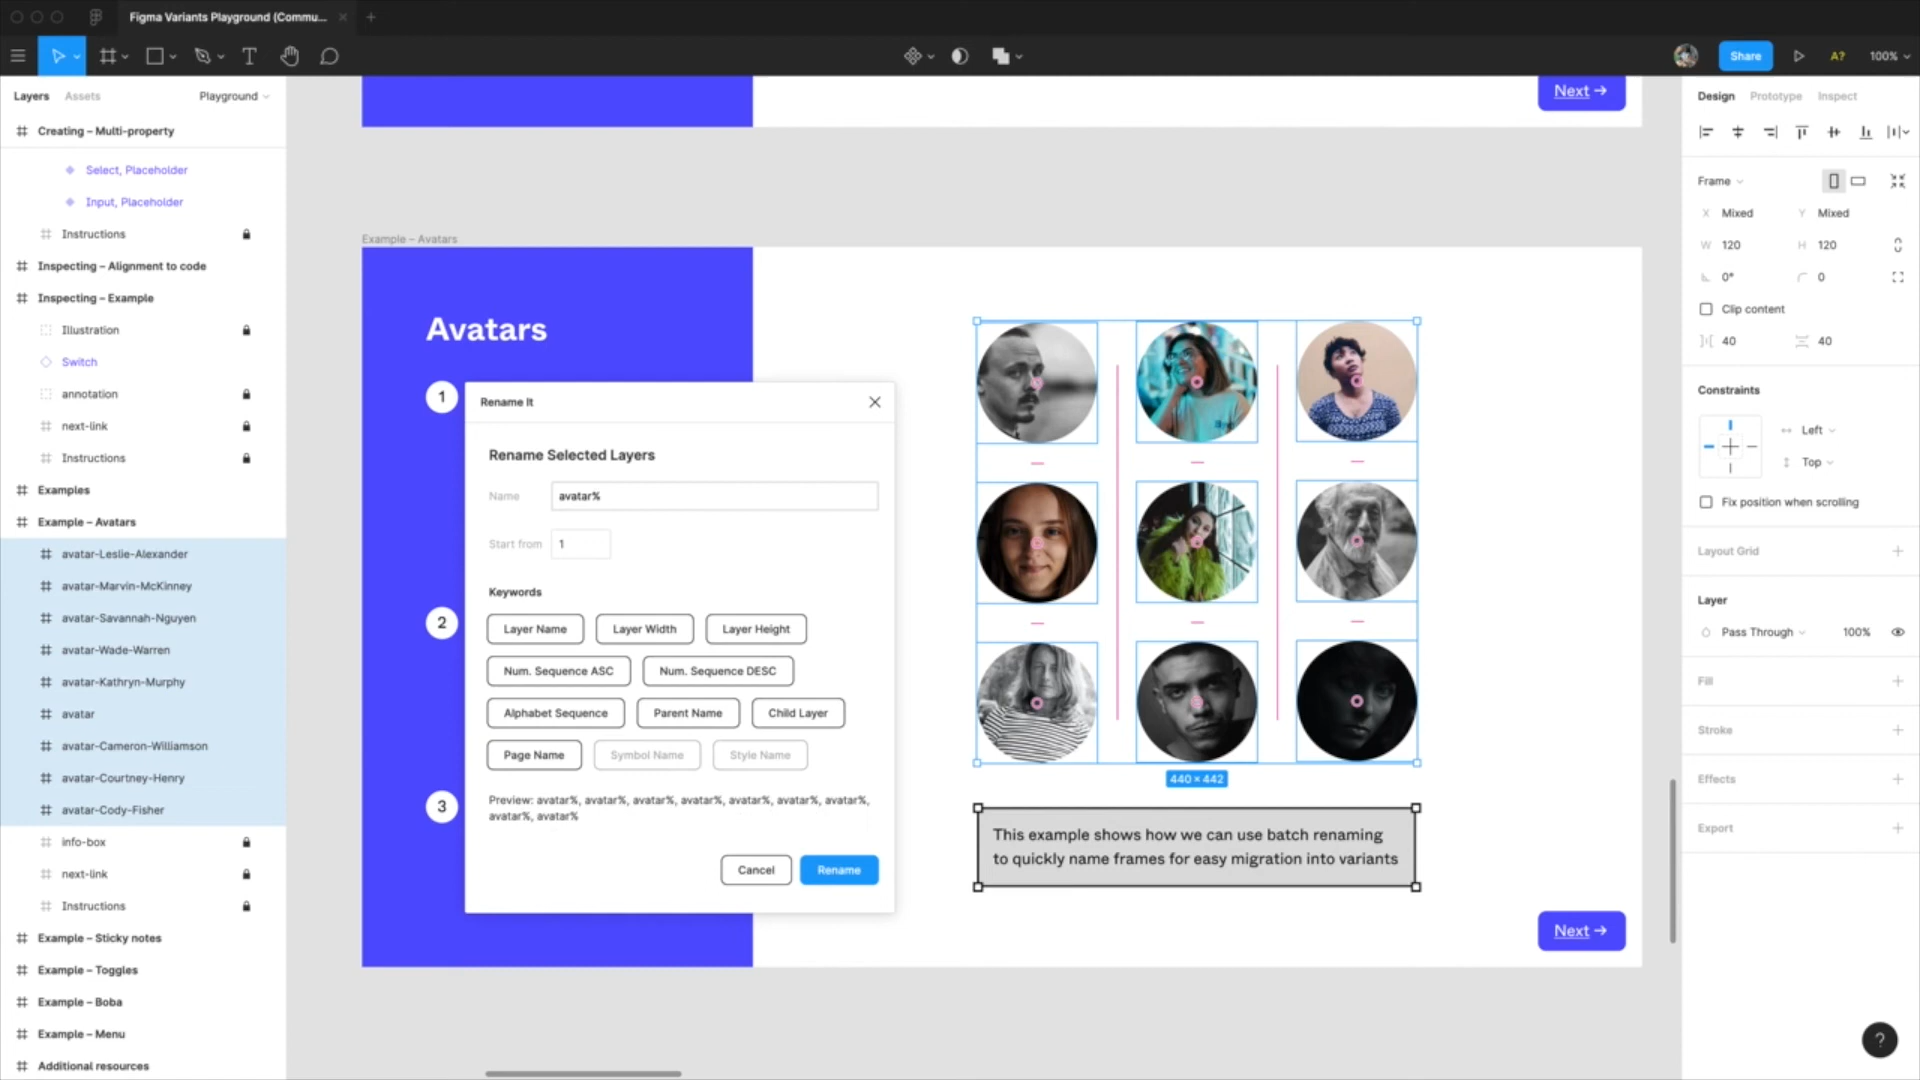 Figma Variants Playground (Commu...
Share
A?
100%
Layers
Assets
Playground
Creating – Multi-property
Select, Placeholder
Input, Placeholder
Instructions
Inspecting – Alignment to code
Inspecting – Example
Illustration
Switch
annotation
next-link
Instructions
Examples
Example – Avatars
avatar-Leslie-Alexander
avatar-Marvin-McKinney
avatar-Savannah-Nguyen
avatar-Wade-Warren
avatar-Kathryn-Murphy
avatar
avatar-Cameron-Williamson
avatar-Courtney-Henry
avatar-Cody-Fisher
info-box
next-link
Instructions
Example – Sticky notes
Example – Toggles
Example – Boba
Example – Menu
Additional resources
Next →
Example – Avatars
Avatars
1
2
3
Rename It
Rename Selected Layers
Name
avatar%
Start from
1
Keywords
Layer Name
Layer Width
Layer Height
Num. Sequence ASC
Num. Sequence DESC
Alphabet Sequence
Parent Name
Child Layer
Page Name
Symbol Name
Style Name
Preview: avatar%, avatar%, avatar%, avatar%, avatar%, avatar%, avatar%,
avatar%, avatar%
Cancel
Rename
440 × 442
This example shows how we can use batch renaming
to quickly name frames for easy migration into variants
Next →
Design
Prototype
Inspect
Frame
X Mixed
Y Mixed
W 120
H 120
0°
0
Clip content
40
40
Constraints
Left
Top
Fix position when scrolling
Layout Grid
Layer
Pass Through
100%
Fill
Stroke
Effects
Export
?